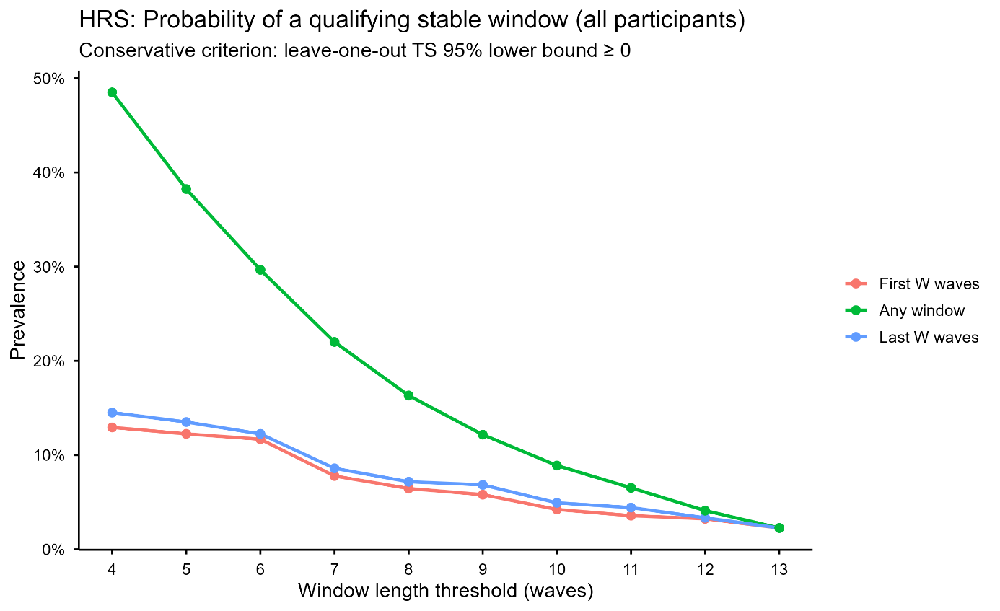 HRS: Probability of a qualifying stable window (all participants)
Conservative criterion: leave-one-out TS 95% lower bound ≥ 0
50%
40%
30%
20%
10%
0%
Prevalence
4 5 6 7 8 9 10 11 12 13
Window length threshold (waves)
First W waves
Any window
Last W waves